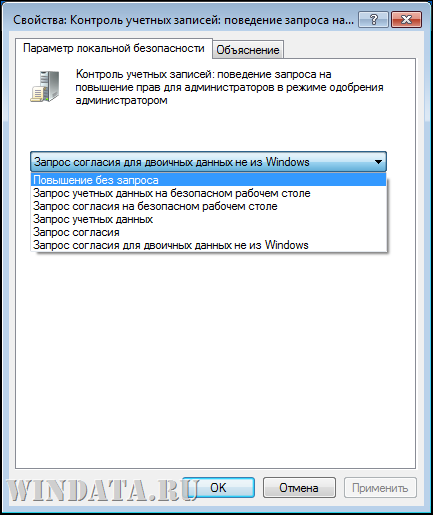 Свойства: Контроль учетных записей: поведение запроса на...
Параметр локальной безопасности
Объяснение
Контроль учетных записей: поведение запроса на
повышение прав для администраторов в режиме одобрения
администратором
Запрос согласия для двоичных данных не из Windows
Повышение без запроса
Запрос учетных данных на безопасном рабочем столе
Запрос согласия на безопасном рабочем столе
Запрос учетных данных
Запрос согласия
Запрос согласия для двоичных данных не из Windows
WINDATA.RU
OK
Отмена
Применить